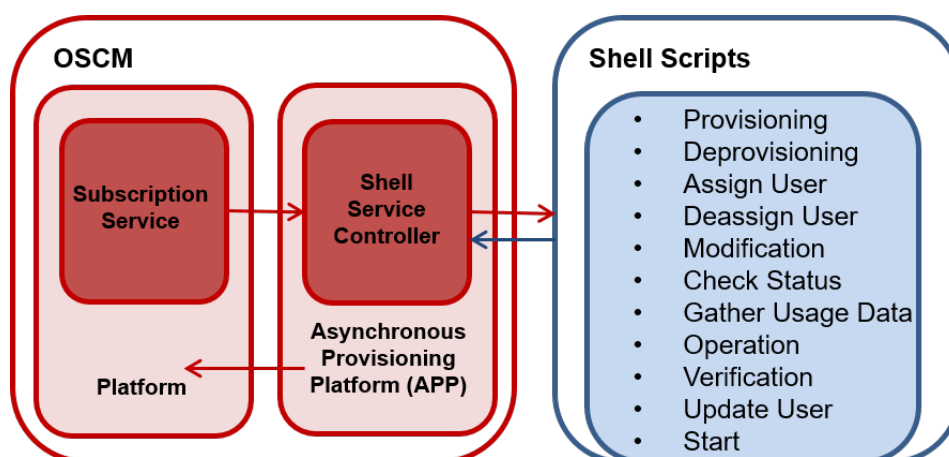 OSCM
Subscription
Service
Platform
Shell
Service
Controller
Asynchronous
Provisioning
Platform (APP)
Shell Scripts
• Provisioning
• Deprovisioning
• Assign User
• Deassign User
• Modification
• Check Status
• Gather Usage Data
• Operation
• Verification
• Update User
• Start